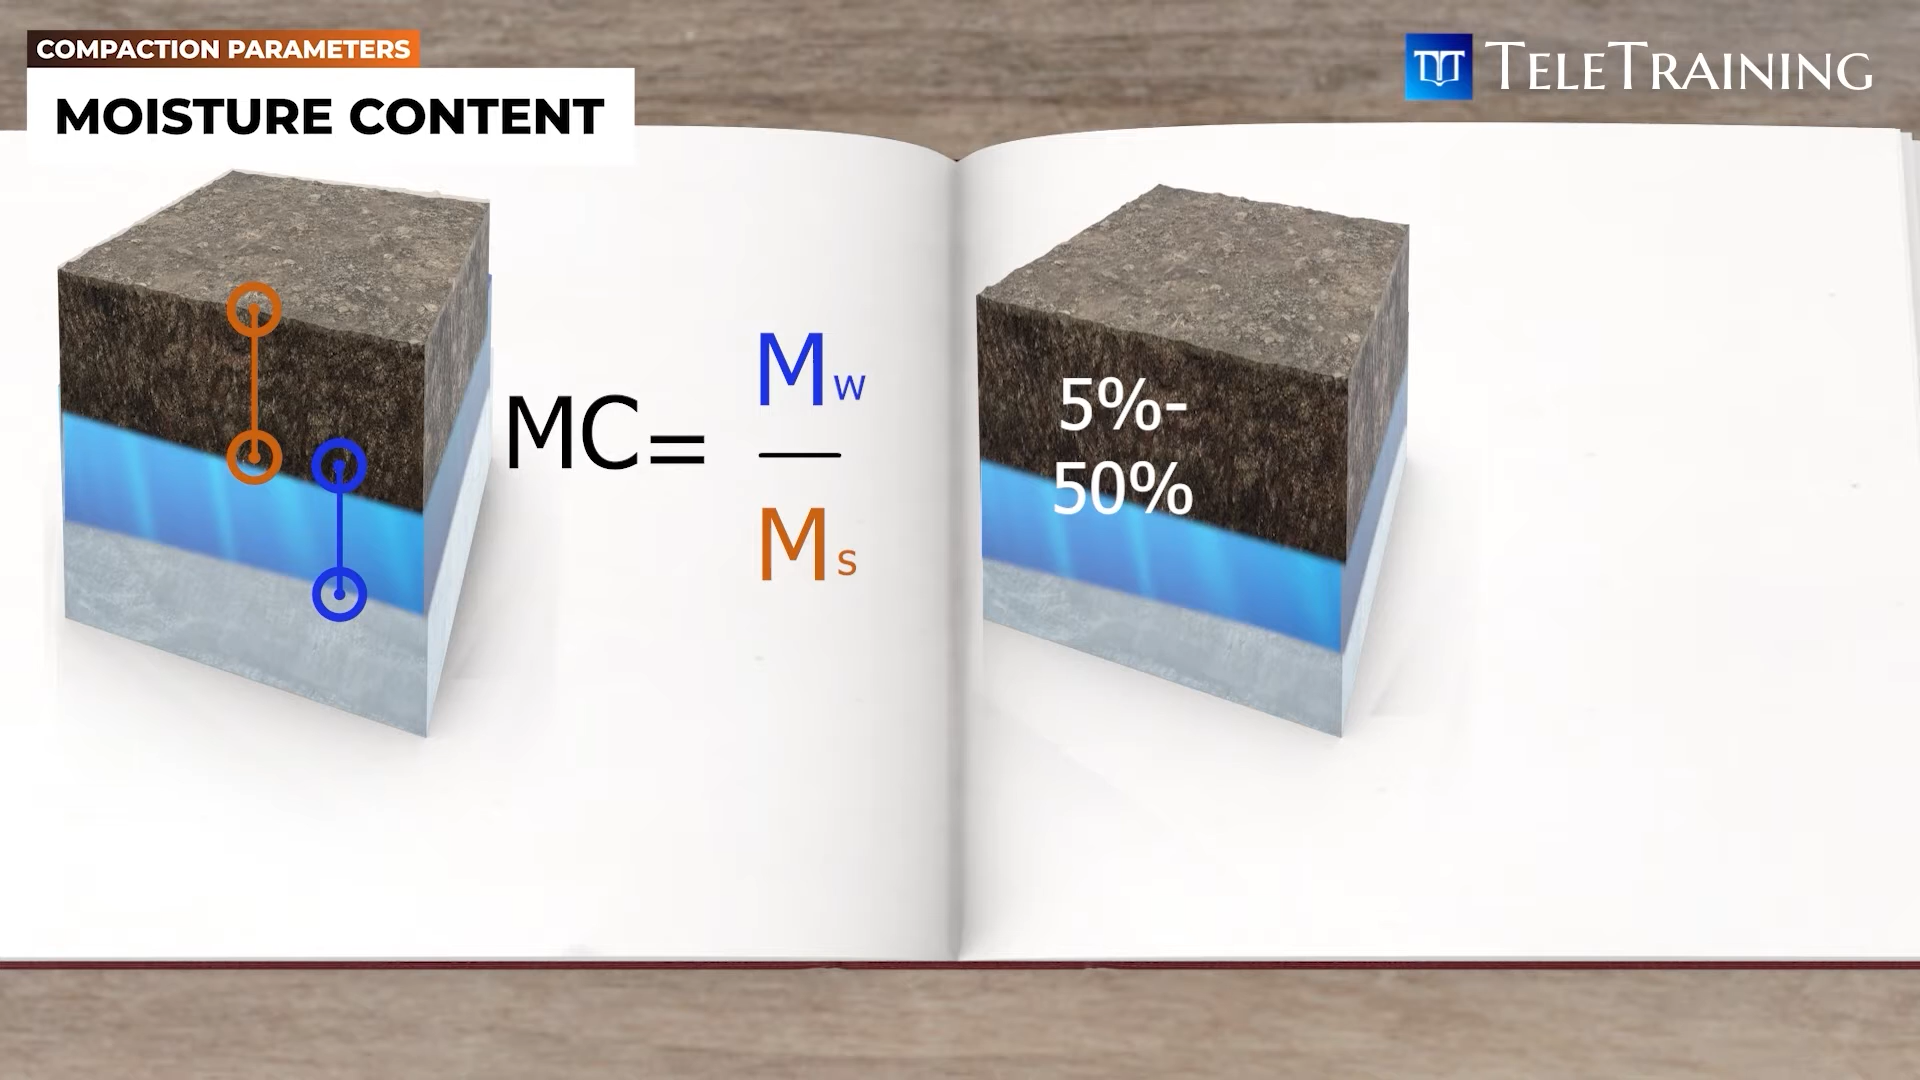 COMPACTION PARAMETERS
MOISTURE CONTENT
TELETRAINING
MC= Mw
Ms
5%-
50%